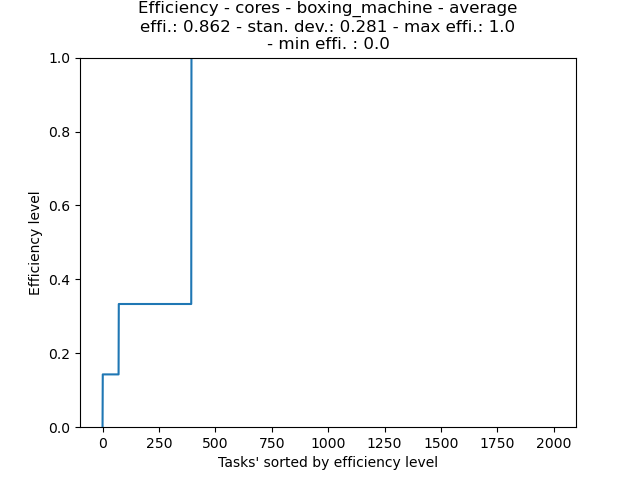 Efficiency - cores - boxing_machine - average
effi.: 0.862 - stan. dev.: 0.281 - max effi.: 1.0
- min effi. : 0.0
1.0
0.8
0.6
0.4
0.2
0.0
Efficiency level
0 250 500 750 1000 1250 1500 1750 2000
Tasks' sorted by efficiency level